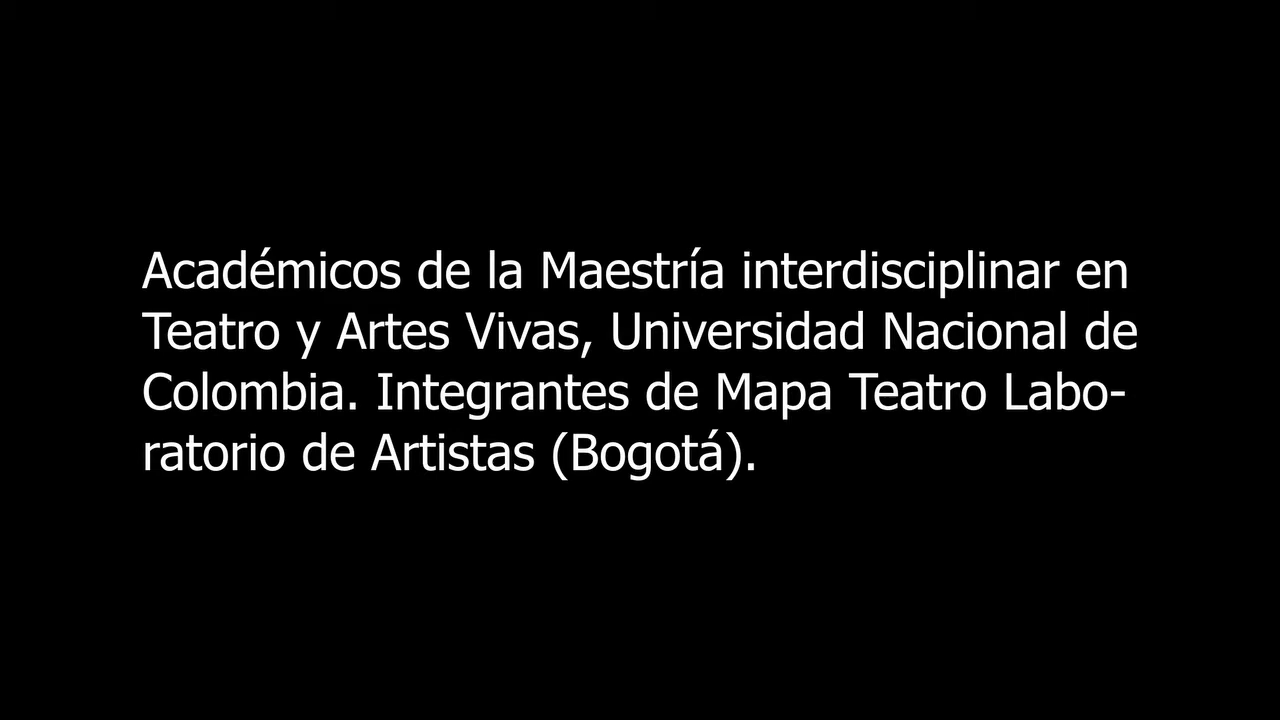 Académicos de la Maestría interdisciplinar en
Teatro y Artes Vivas, Universidad Nacional de
Colombia. Integrantes de Mapa Teatro Labo-
ratorio de Artistas (Bogotá).